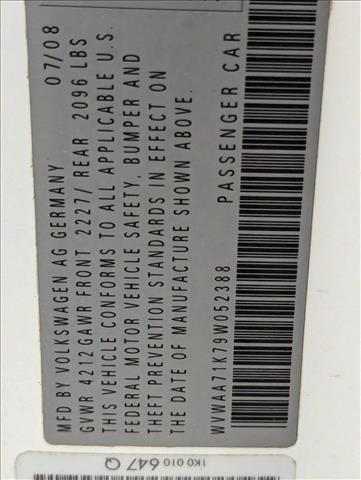 MFD BY VOLKSWAGEN AG GERMANY 07/08
GVWR 4212GAWR FRONT 2227/ REAR 2096 LBS
THIS VEHICLE CONFORMS TO ALL APPLICABLE U.S.
FEDERAL MOTOR VEHICLE SAFETY, BUMPER AND
THEFT PREVENTION STANDARDS IN EFFECT ON
THE DATE OF MANUFACTURE SHOWN ABOVE.
WVWAA71K79W052388 PASSENGER CAR
1K0 010 647 Q